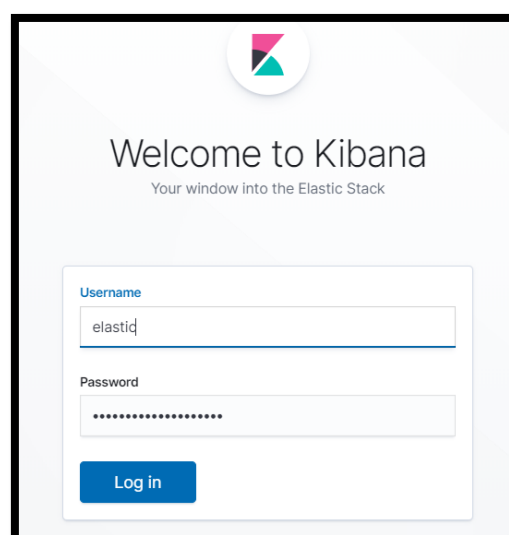 Welcome to Kibana
Your window into the Elastic Stack
Username
elastic
Password
••••••••••••••••••••
Log in